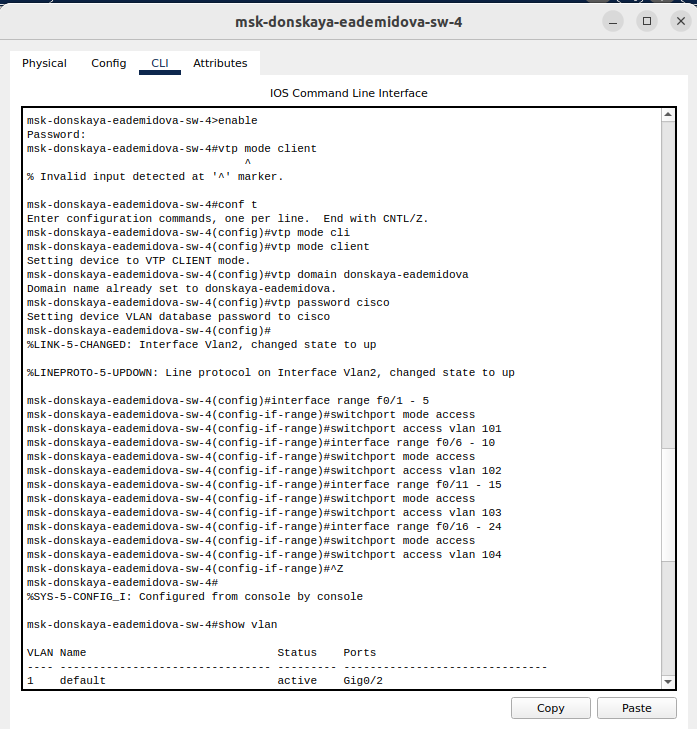 msk-donskaya-eademidova-sw-4
Physical Config CLI Attributes
IOS Command Line Interface
msk-donskaya-eademidova-sw-4>enable
Password:
msk-donskaya-eademidova-sw-4#vtp mode client
^
% Invalid input detected at '^' marker.
msk-donskaya-eademidova-sw-4#conf t
Enter configuration commands, one per line.  End with CNTL/Z.
msk-donskaya-eademidova-sw-4(config)#vtp mode cli
msk-donskaya-eademidova-sw-4(config)#vtp mode client
Setting device to VTP CLIENT mode.
msk-donskaya-eademidova-sw-4(config)#vtp domain donskaya-eademidova
Domain name already set to donskaya-eademidova.
msk-donskaya-eademidova-sw-4(config)#vtp password cisco
Setting device VLAN database password to cisco
msk-donskaya-eademidova-sw-4(config)#
%LINK-5-CHANGED: Interface Vlan2, changed state to up
%LINEPROTO-5-UPDOWN: Line protocol on Interface Vlan2, changed state to up
msk-donskaya-eademidova-sw-4(config)#interface range f0/1 - 5
msk-donskaya-eademidova-sw-4(config-if-range)#switchport mode access
msk-donskaya-eademidova-sw-4(config-if-range)#switchport access vlan 101
msk-donskaya-eademidova-sw-4(config-if-range)#interface range f0/6 - 10
msk-donskaya-eademidova-sw-4(config-if-range)#switchport mode access
msk-donskaya-eademidova-sw-4(config-if-range)#switchport access vlan 102
msk-donskaya-eademidova-sw-4(config-if-range)#interface range f0/11 - 15
msk-donskaya-eademidova-sw-4(config-if-range)#switchport mode access
msk-donskaya-eademidova-sw-4(config-if-range)#switchport access vlan 103
msk-donskaya-eademidova-sw-4(config-if-range)#interface range f0/16 - 24
msk-donskaya-eademidova-sw-4(config-if-range)#switchport mode access
msk-donskaya-eademidova-sw-4(config-if-range)#switchport access vlan 104
msk-donskaya-eademidova-sw-4(config-if-range)#^Z
msk-donskaya-eademidova-sw-4#
%SYS-5-CONFIG_I: Configured from console by console
msk-donskaya-eademidova-sw-4#show vlan
VLAN Name                             Status    Ports
---- -------------------------------- --------- -------------------------------
1    default                          active    Gig0/2
Copy Paste